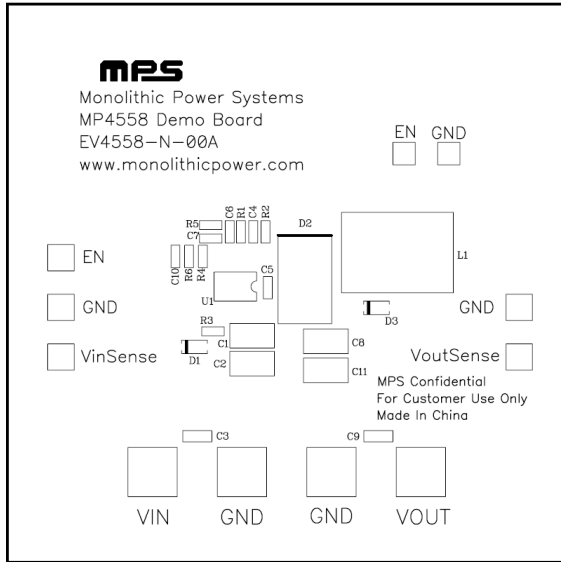 mps
Monolithic Power Systems
MP4558 Demo Board
EV4558-N-00A
www.monolithicpower.com
EN GND
R5
C7
C6
R1
C4
R2
D2
L1
EN
C10
R6
R4
U1
C5
GND
GND
D3
R3
C1
C8
VinSense
D1
C2
C11
VoutSense
MPS Confidential
For Customer Use Only
Made In China
C3
C9
VIN GND GND VOUT